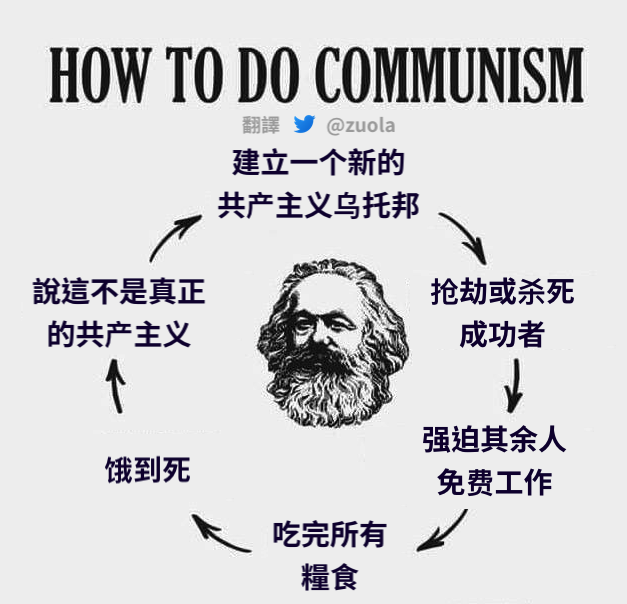 HOW TO DO COMMUNISM
翻譯 @zuola
建立一个新的
共产主义乌托邦
抢劫或杀死
成功者
强迫其余人
免费工作
吃完所有
糧食
饿到死
說這不是真正
的共产主义